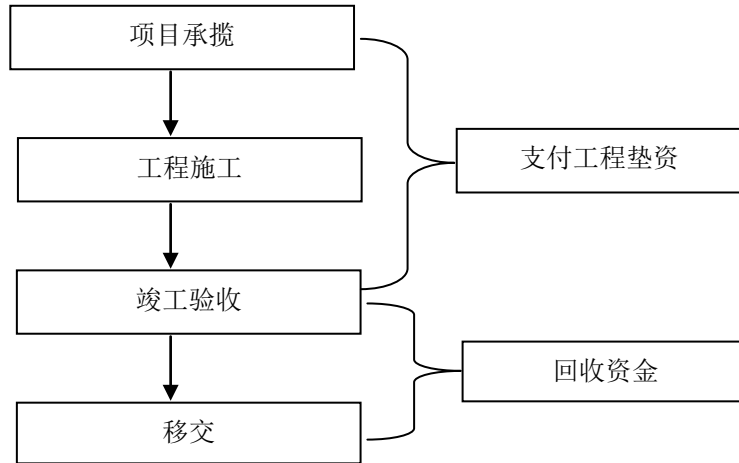 项目承揽
工程施工
支付工程垫资
竣工验收
回收资金
移交